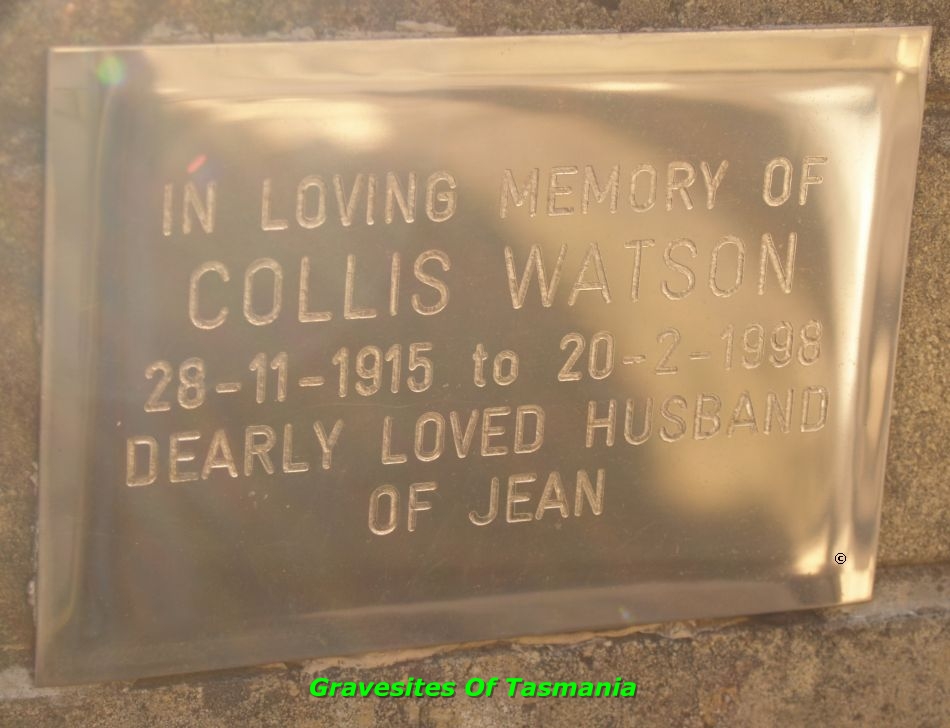 IN LOVING MEMORY OF
COLLIS WATSON
28-11-1915 to 20-2-1998
DEARLY LOVED HUSBAND
OF JEAN
©
Gravesites Of Tasmania